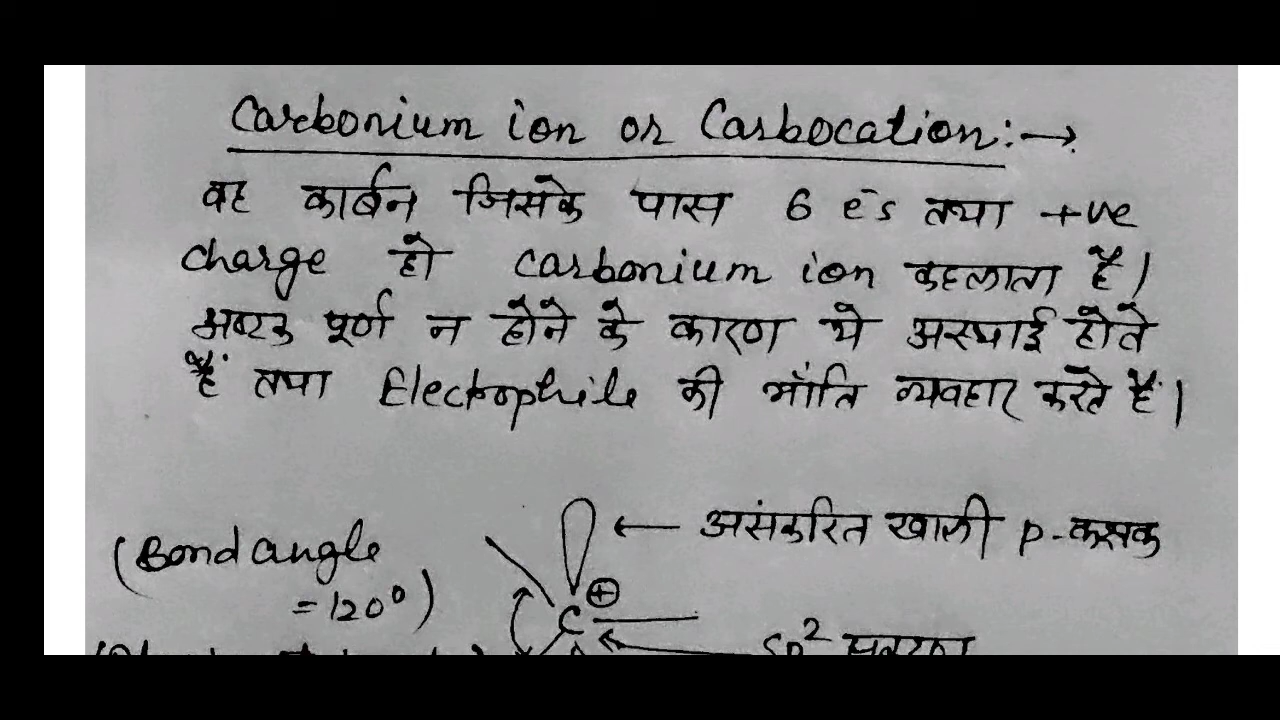 Carbonium ion or Carbocation:→
वह कार्बन जिसके पास 6 e⁻s तथा +ve
charge हो carbonium ion कहलाता है।
अष्टक पूर्ण न होने के कारण ये अस्थाई होते
हैं तथा Electrophile की भाँति व्यवहार करते हैं।
← असंकरित खाली p-कक्षक
(Bond angle
= 120°)
⊕
C
sp²